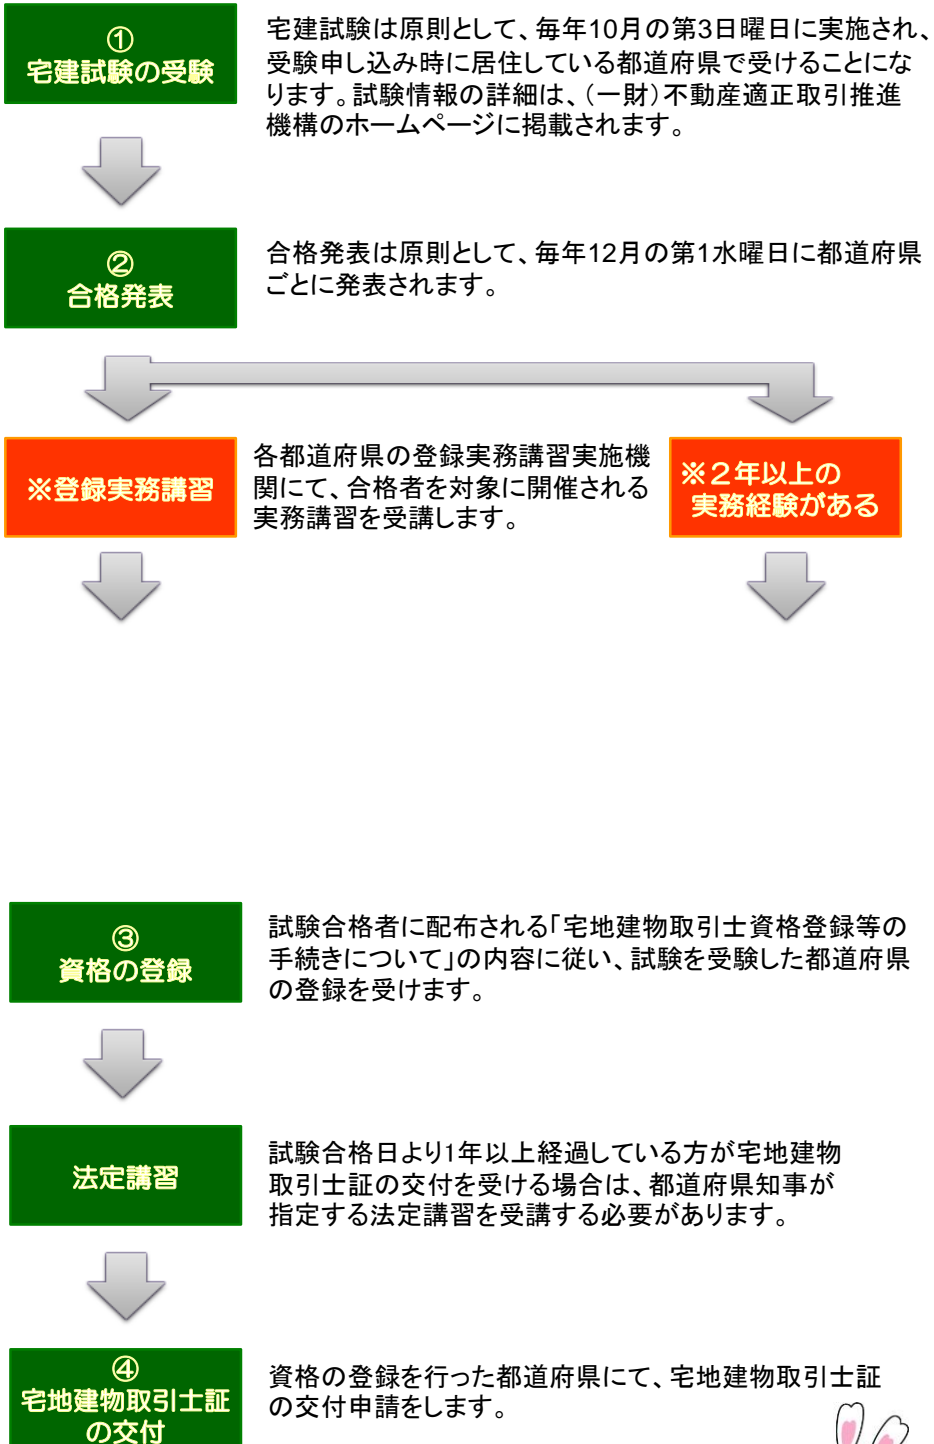 ①
宅建試験の受験
宅建試験は原則として、毎年10月の第3日曜日に実施され、
受験申し込み時に居住している都道府県で受けることにな
ります。試験情報の詳細は、（一財）不動産適正取引推進
機構のホームページに掲載されます。
②
合格発表
合格発表は原則として、毎年12月の第1水曜日に都道府県
ごとに発表されます。
※登録実務講習
各都道府県の登録実務講習実施機
関にて、合格者を対象に開催される
実務講習を受講します。
※２年以上の
実務経験がある
③
資格の登録
試験合格者に配布される「宅地建物取引士資格登録等の
手続きについて」の内容に従い、試験を受験した都道府県
の登録を受けます。
法定講習
試験合格日より1年以上経過している方が宅地建物
取引士証の交付を受ける場合は、都道府県知事が
指定する法定講習を受講する必要があります。
④
宅地建物取引士証
の交付
資格の登録を行った都道府県にて、宅地建物取引士証
の交付申請をします。